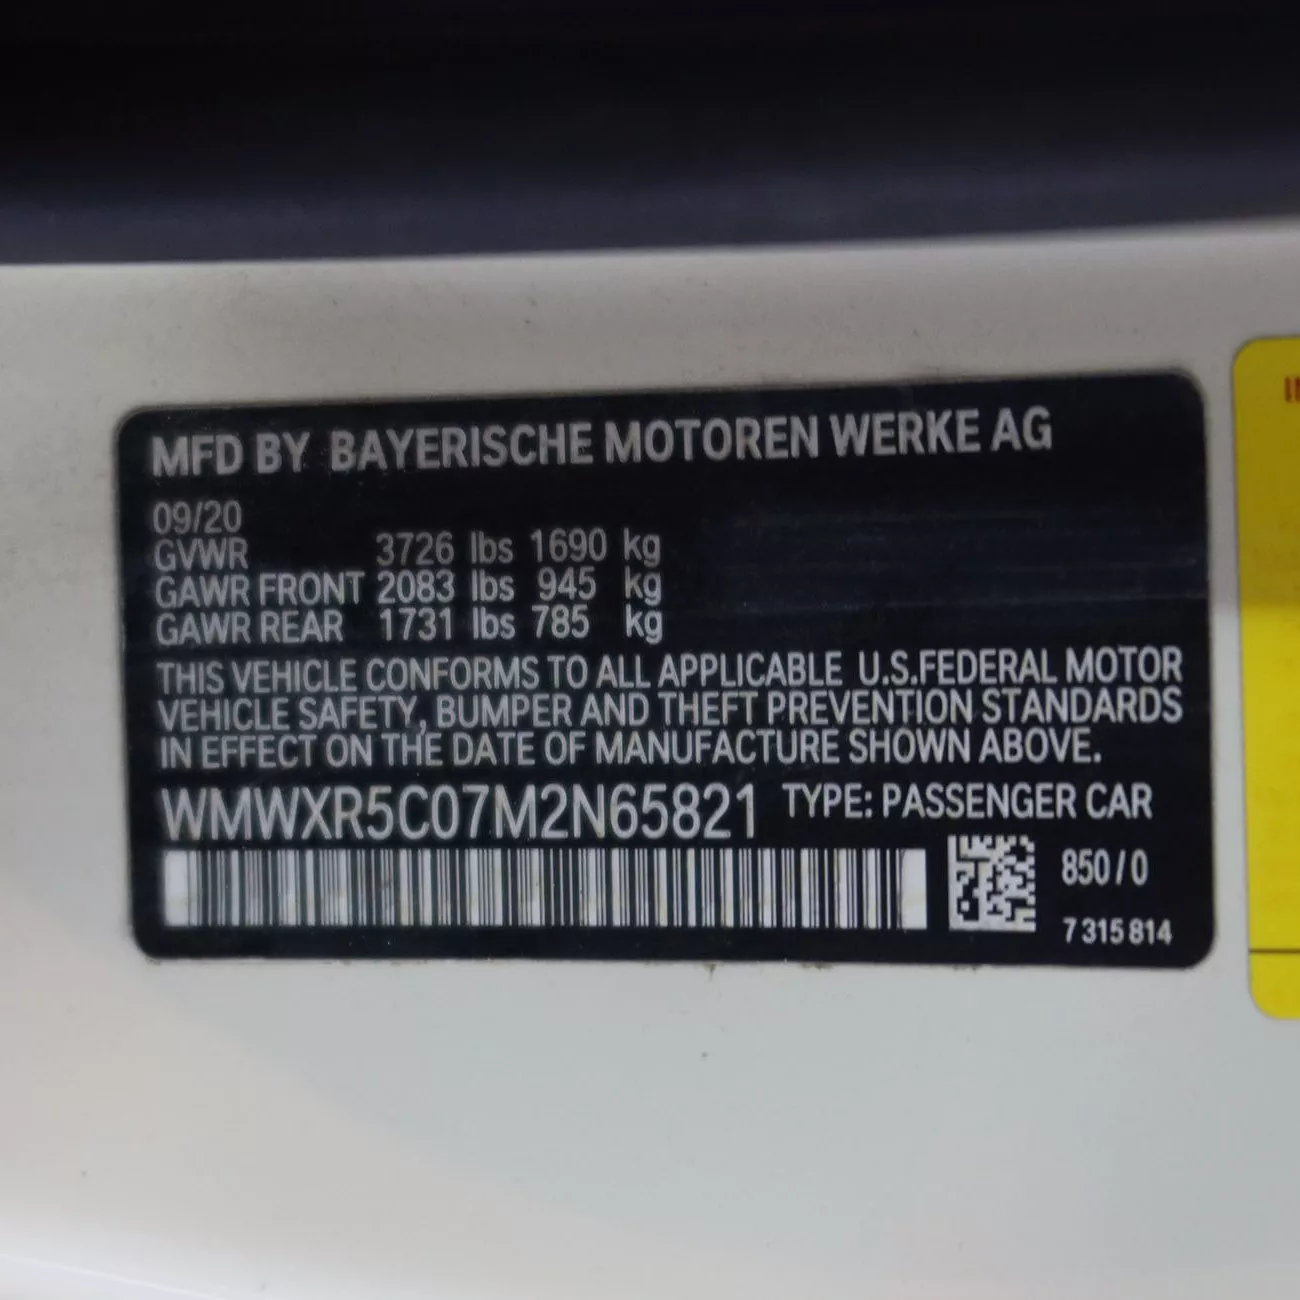 MFD BY BAYERISCHE MOTOREN WERKE AG
09/20
GVWR 3726 lbs 1690 kg
GAWR FRONT 2083 lbs 945 kg
GAWR REAR 1731 lbs 785 kg
THIS VEHICLE CONFORMS TO ALL APPLICABLE U.S.FEDERAL MOTOR
VEHICLE SAFETY, BUMPER AND THEFT PREVENTION STANDARDS
IN EFFECT ON THE DATE OF MANUFACTURE SHOWN ABOVE.
WMWXR5C07M2N65821 TYPE: PASSENGER CAR
850/0
7 315 814